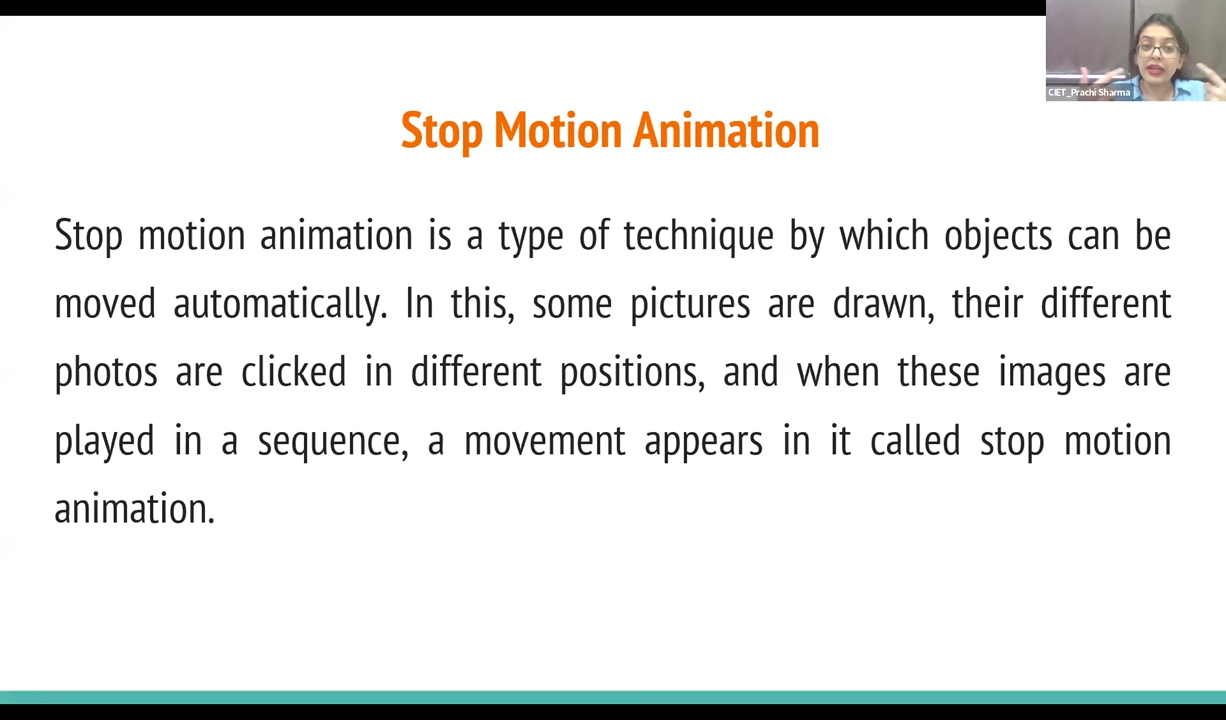 CIET_Prachi Sharma
Stop Motion Animation
Stop motion animation is a type of technique by which objects can be
moved automatically. In this, some pictures are drawn, their different
photos are clicked in different positions, and when these images are
played in a sequence, a movement appears in it called stop motion
animation.